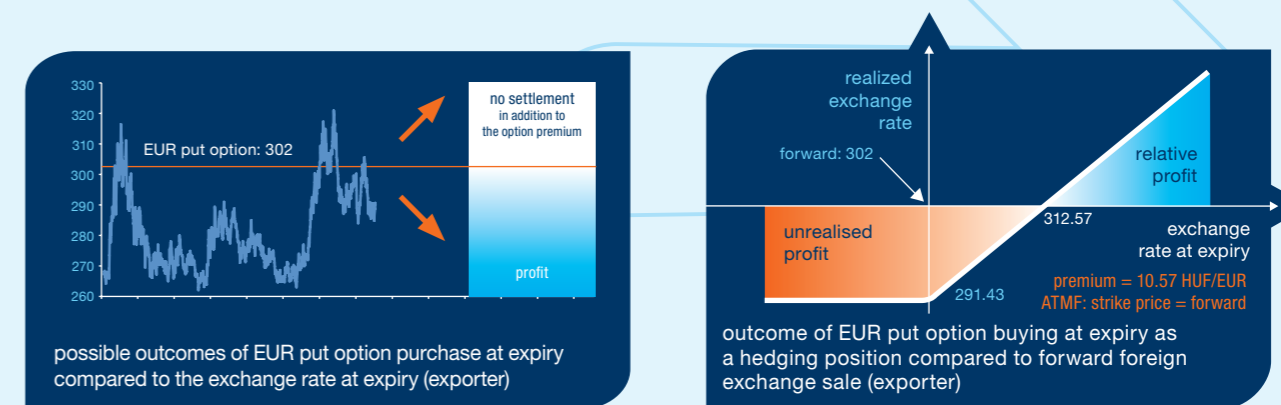 330
320
310
300
290
280
270
260
EUR put option: 302
no settlement
in addition to
the option premium
profit
possible outcomes of EUR put option purchase at expiry
compared to the exchange rate at expiry (exporter)
realized
exchange
rate
forward: 302
relative
profit
312.57
exchange
rate at expiry
unrealised
profit
291.43
premium = 10.57 HUF/EUR
ATMF: strike price = forward
outcome of EUR put option buying at expiry as
a hedging position compared to forward foreign
exchange sale (exporter)